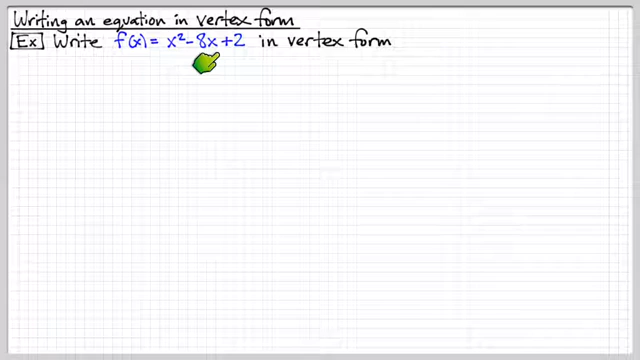 Writing an equation in vertex form
Ex Write f(x) = x² - 8x + 2 in vertex form